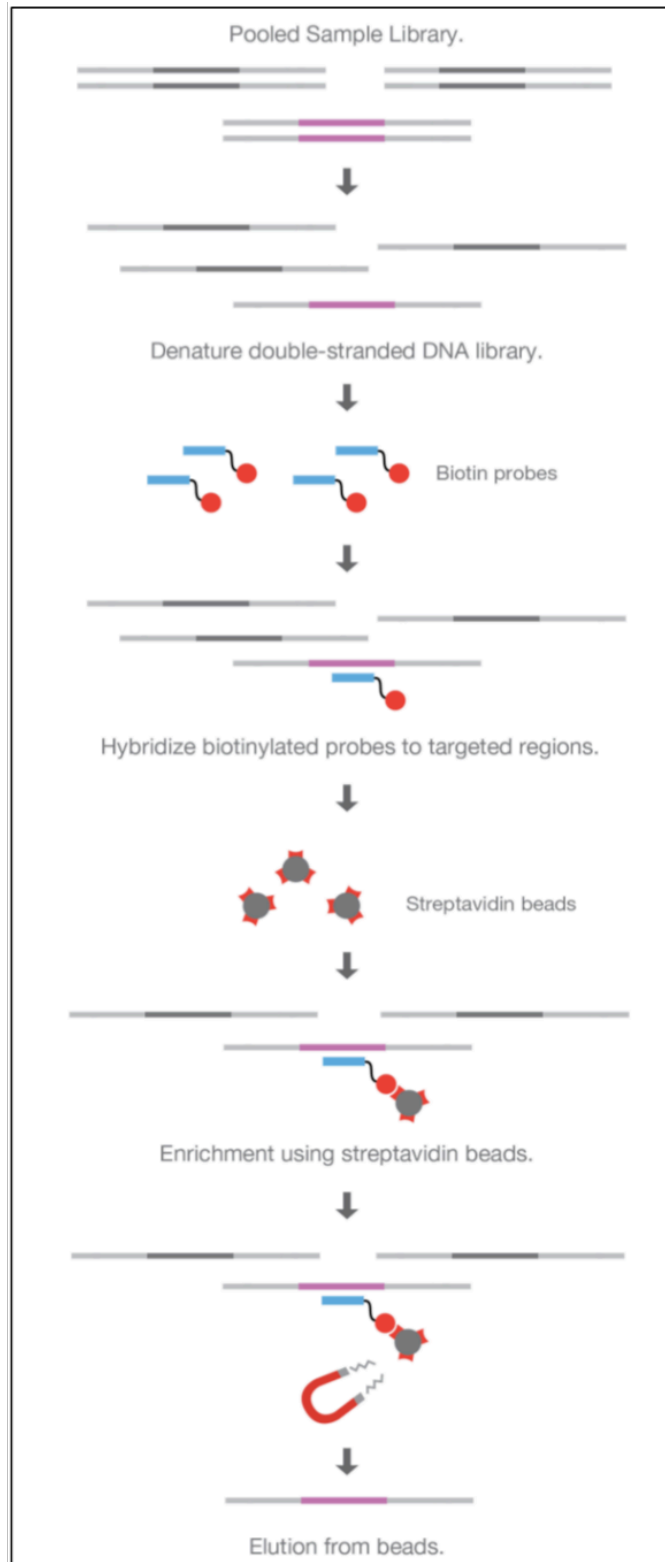 Pooled Sample Library.
Denature double-stranded DNA library.
Biotin probes
Hybridize biotinylated probes to targeted regions.
Streptavidin beads
Enrichment using streptavidin beads.
Elution from beads.